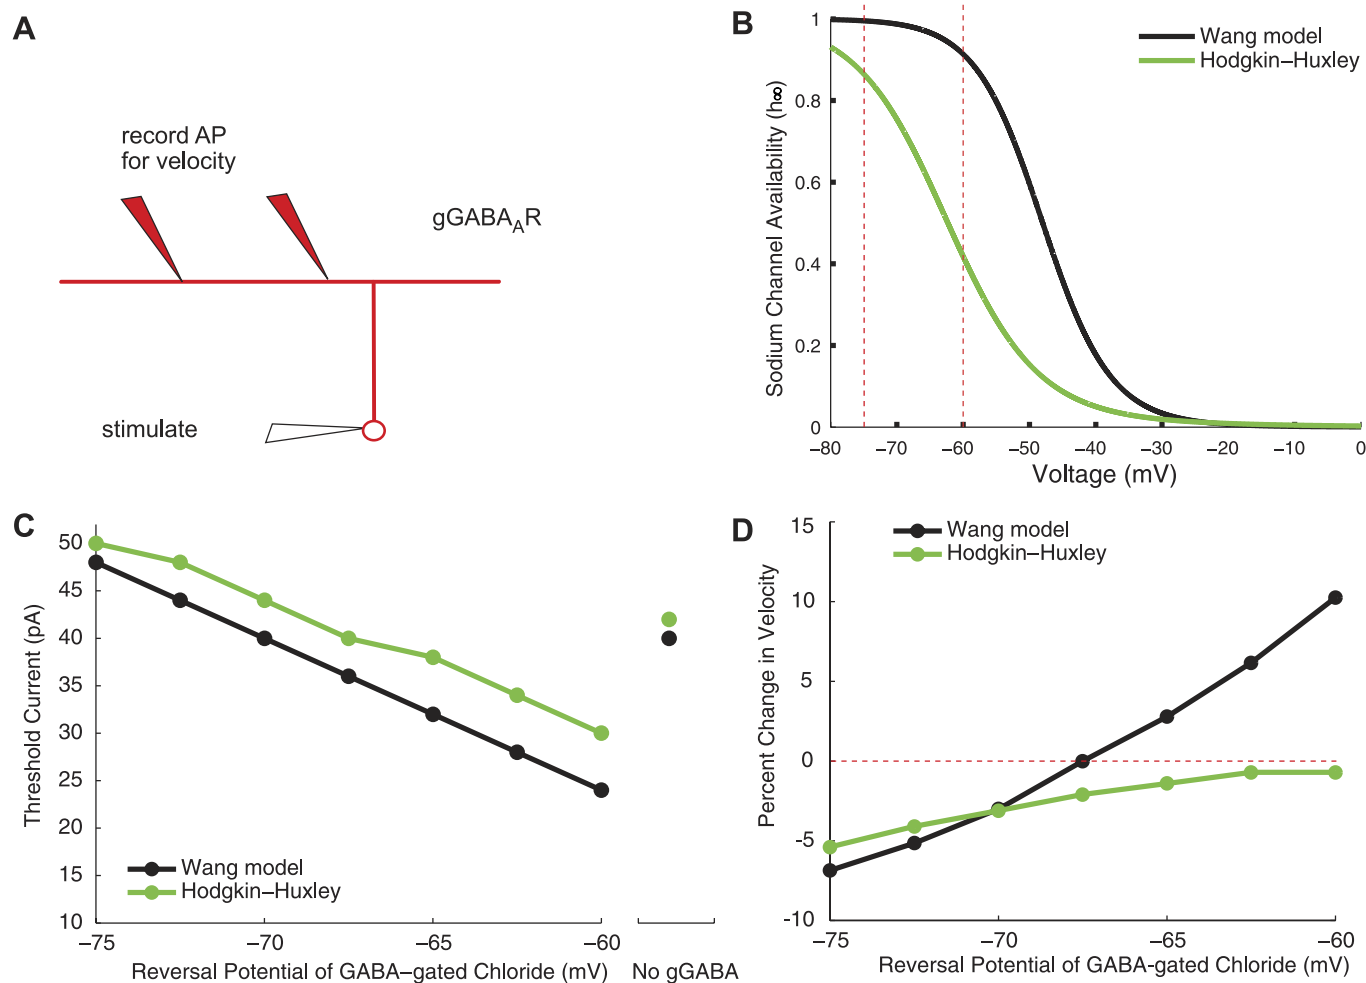 A
record AP
for velocity
gGABA_AR
stimulate
B
Wang model
Hodgkin–Huxley
Sodium Channel Availability (h∞)
1
0.8
0.6
0.4
0.2
0
−80
−70
−60
−50
−40
−30
−20
−10
0
Voltage (mV)
C
Threshold Current (pA)
50
45
40
35
30
25
20
15
10
Wang model
Hodgkin–Huxley
−75
−70
−65
−60
Reversal Potential of GABA–gated Chloride (mV)
No gGABA
D
Wang model
Hodgkin–Huxley
Percent Change in Velocity
15
10
5
0
-5
-10
−75
−70
−65
−60
Reversal Potential of GABA-gated Chloride (mV)